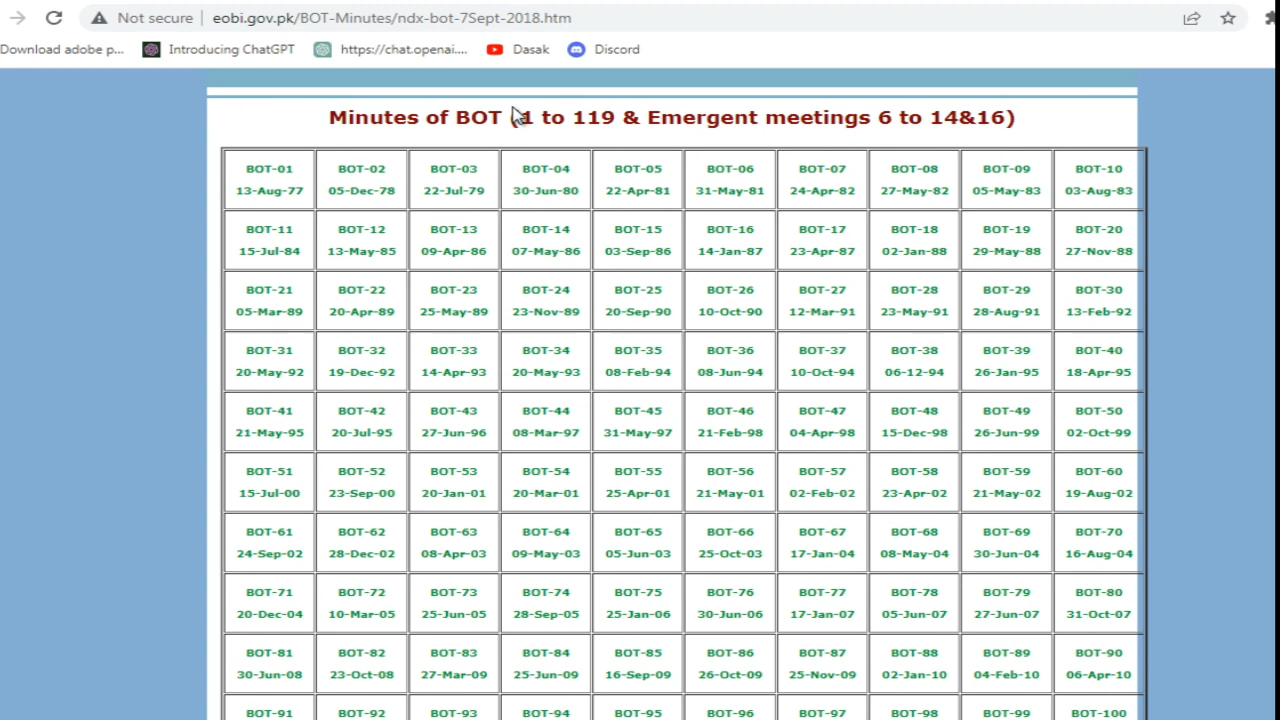 Not secure eobi.gov.pk/BOT-Minutes/ndx-bot-7Sept-2018.htm
Download adobe p... Introducing ChatGPT https://chat.openai.... Dasak Discord
Minutes of BOT (1 to 119 & Emergent meetings 6 to 14&16)
BOT-01 BOT-02 BOT-03 BOT-04 BOT-05 BOT-06 BOT-07 BOT-08 BOT-09 BOT-10
13-Aug-77 05-Dec-78 22-Jul-79 30-Jun-80 22-Apr-81 31-May-81 24-Apr-82 27-May-82 05-May-83 03-Aug-83
BOT-11 BOT-12 BOT-13 BOT-14 BOT-15 BOT-16 BOT-17 BOT-18 BOT-19 BOT-20
15-Jul-84 13-May-85 09-Apr-86 07-May-86 03-Sep-86 14-Jan-87 23-Apr-87 02-Jan-88 29-May-88 27-Nov-88
BOT-21 BOT-22 BOT-23 BOT-24 BOT-25 BOT-26 BOT-27 BOT-28 BOT-29 BOT-30
05-Mar-89 20-Apr-89 25-May-89 23-Nov-89 20-Sep-90 10-Oct-90 12-Mar-91 23-May-91 28-Aug-91 13-Feb-92
BOT-31 BOT-32 BOT-33 BOT-34 BOT-35 BOT-36 BOT-37 BOT-38 BOT-39 BOT-40
20-May-92 19-Dec-92 14-Apr-93 20-May-93 08-Feb-94 08-Jun-94 10-Oct-94 06-12-94 26-Jan-95 18-Apr-95
BOT-41 BOT-42 BOT-43 BOT-44 BOT-45 BOT-46 BOT-47 BOT-48 BOT-49 BOT-50
21-May-95 20-Jul-95 27-Jun-96 08-Mar-97 31-May-97 21-Feb-98 04-Apr-98 15-Dec-98 26-Jun-99 02-Oct-99
BOT-51 BOT-52 BOT-53 BOT-54 BOT-55 BOT-56 BOT-57 BOT-58 BOT-59 BOT-60
15-Jul-00 23-Sep-00 20-Jan-01 20-Mar-01 25-Apr-01 21-May-01 02-Feb-02 23-Apr-02 21-May-02 19-Aug-02
BOT-61 BOT-62 BOT-63 BOT-64 BOT-65 BOT-66 BOT-67 BOT-68 BOT-69 BOT-70
24-Sep-02 28-Dec-02 08-Apr-03 09-May-03 05-Jun-03 25-Oct-03 17-Jan-04 08-May-04 30-Jun-04 16-Aug-04
BOT-71 BOT-72 BOT-73 BOT-74 BOT-75 BOT-76 BOT-77 BOT-78 BOT-79 BOT-80
20-Dec-04 10-Mar-05 25-Jun-05 28-Sep-05 25-Jan-06 30-Jun-06 17-Jan-07 05-Jun-07 27-Jun-07 31-Oct-07
BOT-81 BOT-82 BOT-83 BOT-84 BOT-85 BOT-86 BOT-87 BOT-88 BOT-89 BOT-90
30-Jun-08 23-Oct-08 27-Mar-09 25-Jun-09 16-Sep-09 26-Oct-09 25-Nov-09 02-Jan-10 04-Feb-10 06-Apr-10
BOT-91 BOT-92 BOT-93 BOT-94 BOT-95 BOT-96 BOT-97 BOT-98 BOT-99 BOT-100